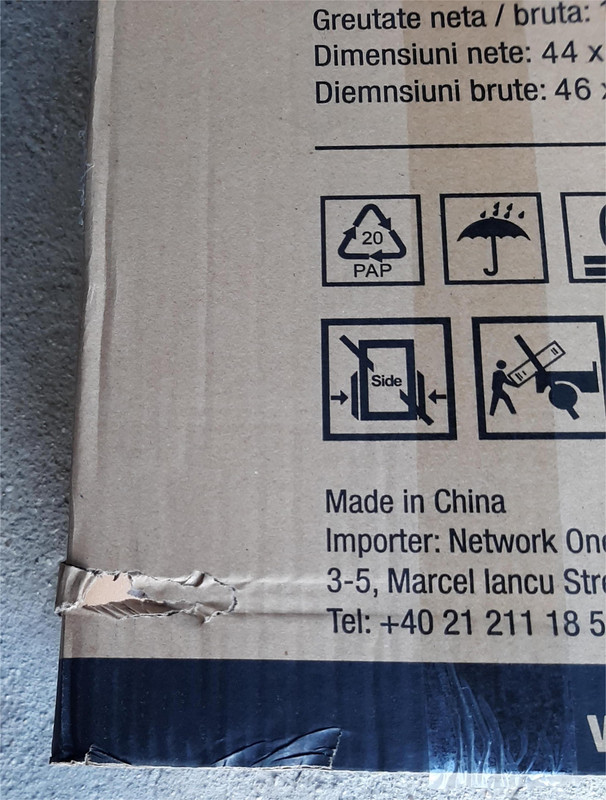 Greutate neta / bruta:
Dimensiuni nete: 44 x
Diemnsiuni brute: 46 x
20
PAP
Side
Made in China
Importer: Network One
3-5, Marcel Iancu
Tel: +40 21 211 18 5